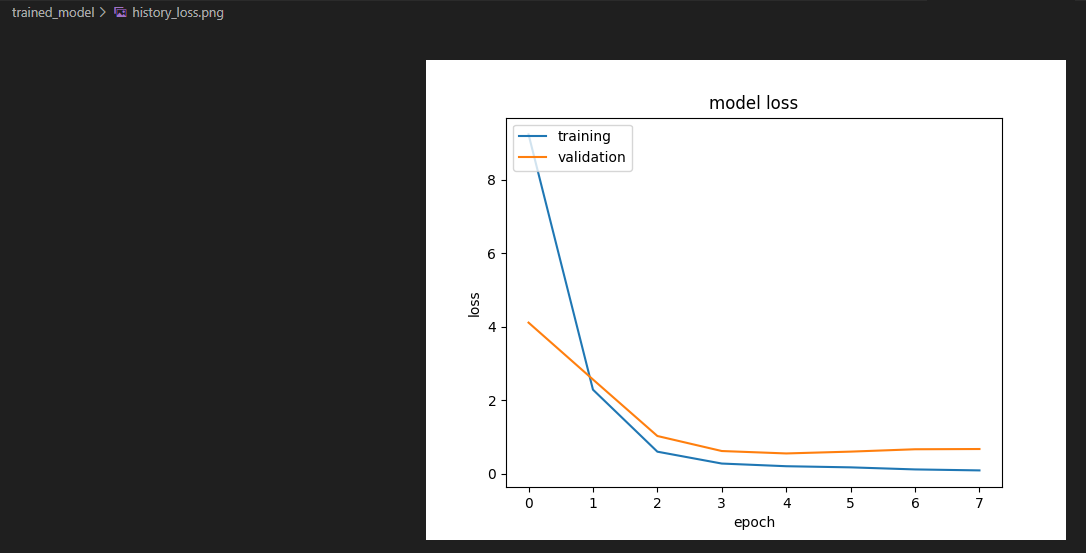 trained_model > history_loss.png
model loss
training
validation
8
6
4
2
0
loss
0 1 2 3 4 5 6 7
epoch